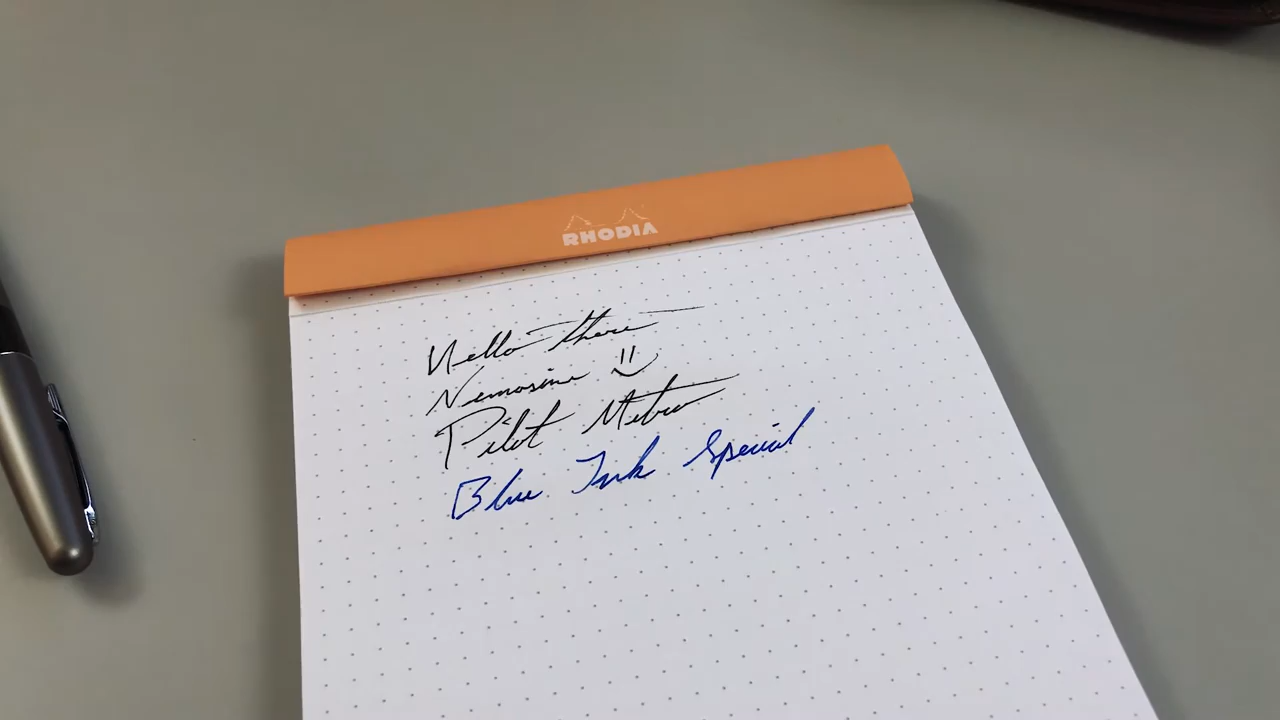 RHODIA
Hello there
Nemosine
Pilot Metro
Blue Ink Special